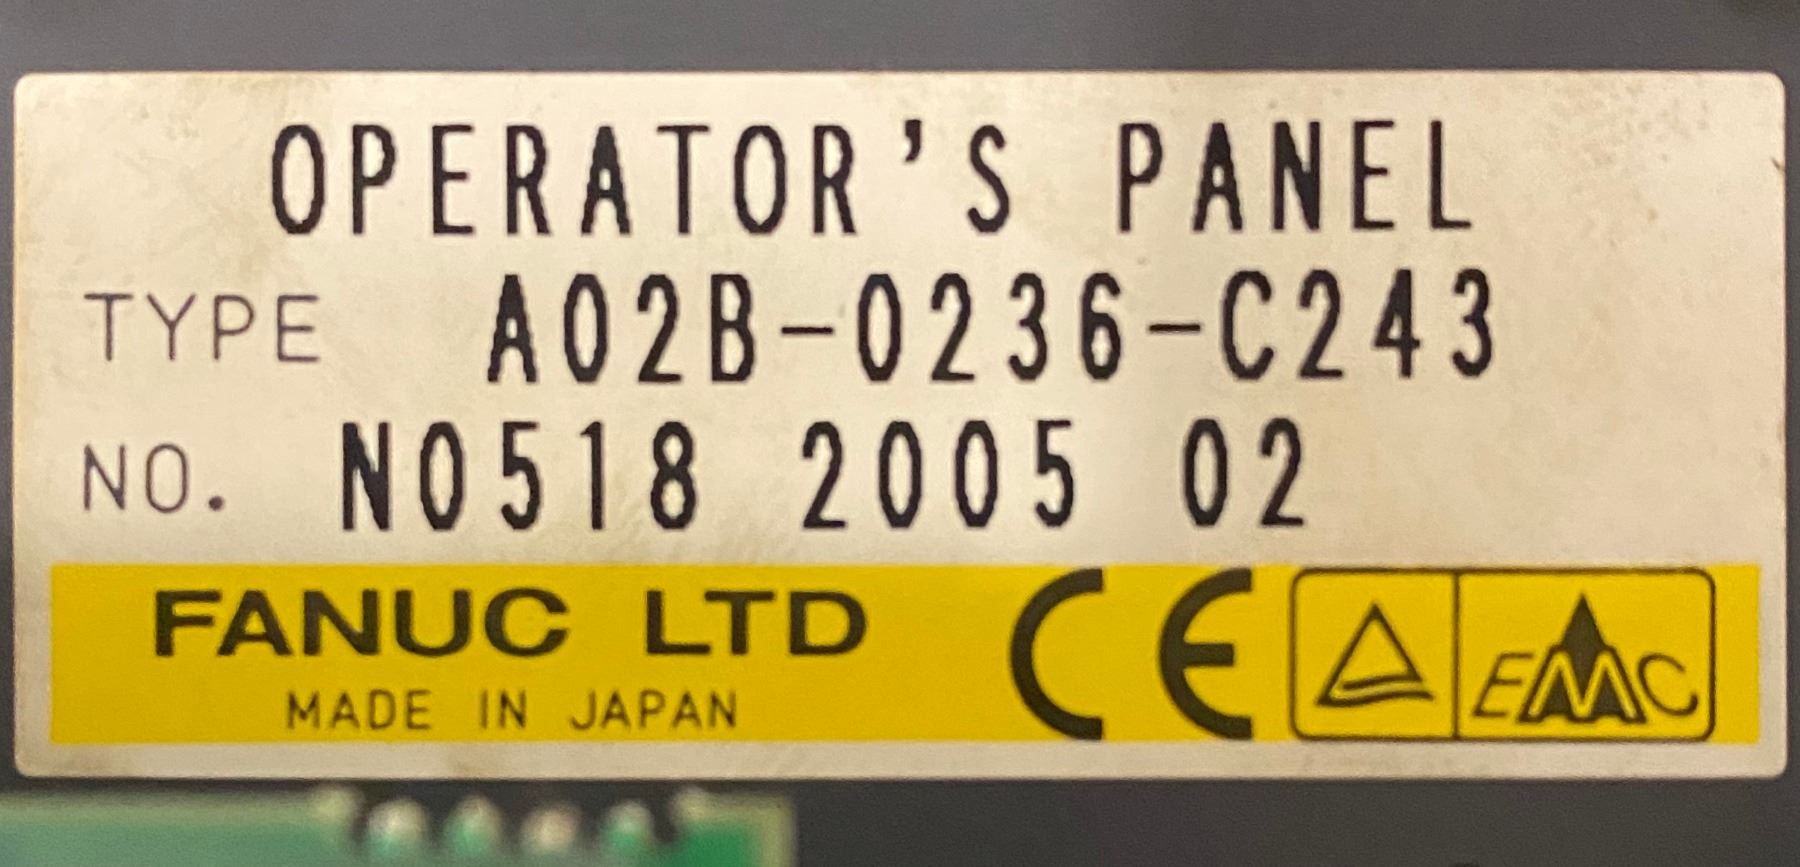 OPERATOR'S PANEL
TYPE A02B-0236-C243
NO. N0518 2005 02
FANUC LTD
MADE IN JAPAN
CE
EMC